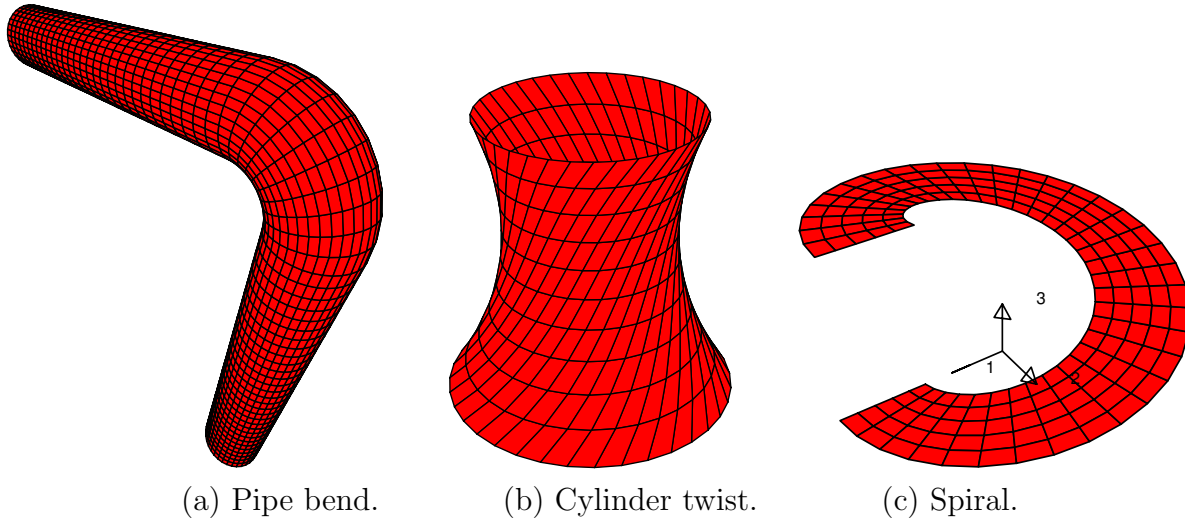 3
1
2
(a) Pipe bend.
(b) Cylinder twist.
(c) Spiral.